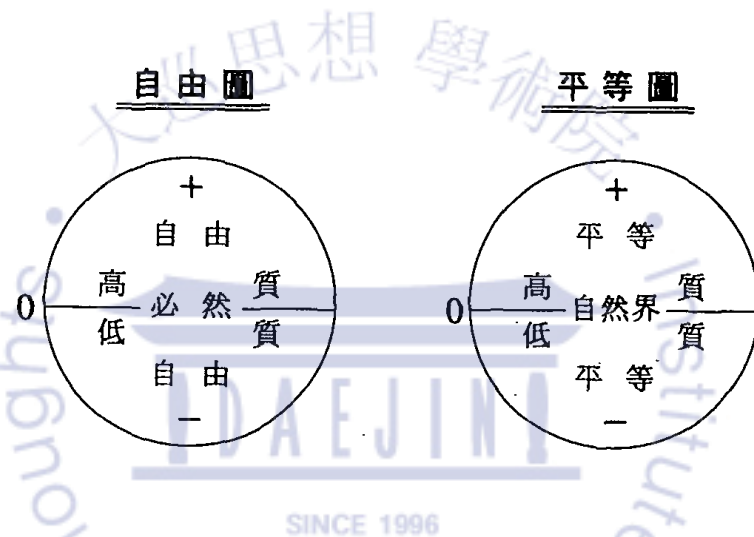 自由圖
+
自由
高 質
0 必然
低 質
自由
−
平等圖
+
平等
高 質
0 自然界
低 質
平等
−
大巡思想 學術院
DAEJIN
SINCE 1996
Institute